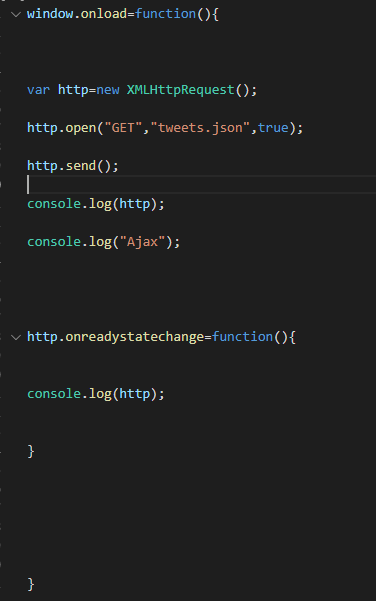 window.onload=function(){
var http=new XMLHttpRequest();
http.open("GET","tweets.json",true);
http.send();
console.log(http);
console.log("Ajax");
http.onreadystatechange=function(){
console.log(http);
}
}